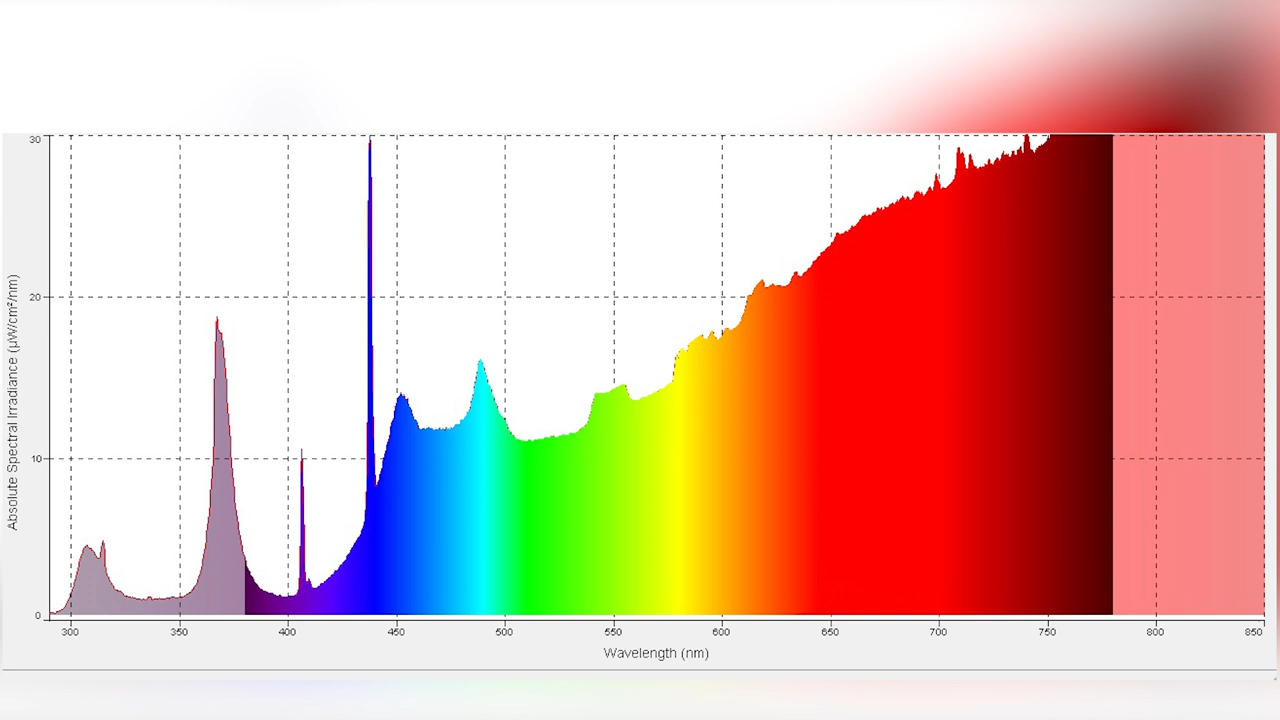 Absolute Spectral Irradiance (µW/cm²/nm)
30
20
10
0
300 350 400 450 500 550 600 650 700 750 800 850
Wavelength (nm)